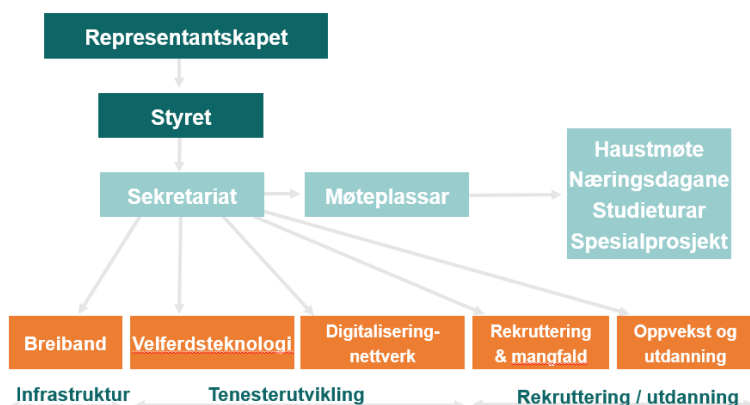 Representantskapet
Styret
Sekretariat
Møteplassar
Haustmøte
Næringsdagane
Studieturar
Spesialprosjekt
Breiband
Velferdsteknologi
Digitalisering-
nettverk
Rekruttering
& mangfald
Oppvekst og
utdanning
Infrastruktur
Tenesterutvikling
Rekruttering / utdanning